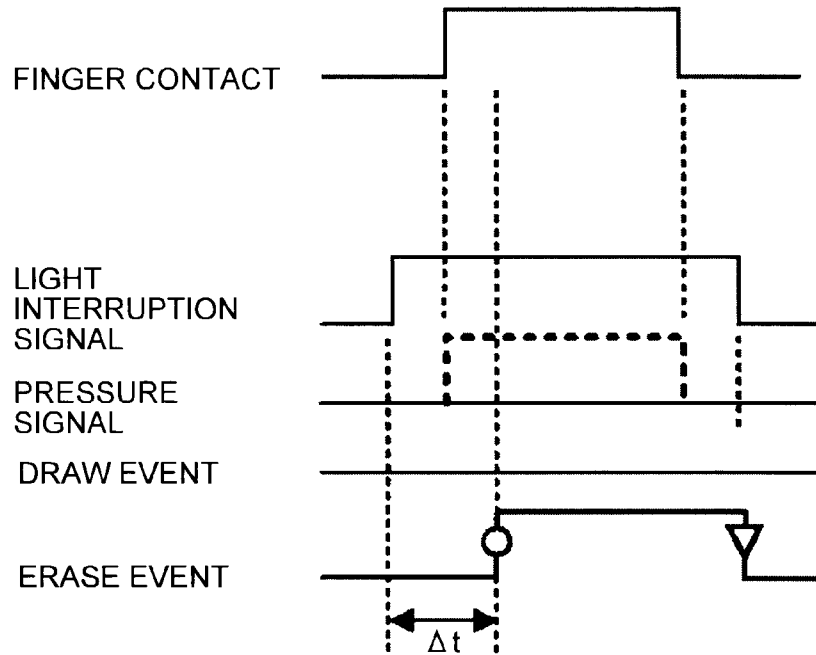 FINGER CONTACT
LIGHT
INTERRUPTION
SIGNAL
PRESSURE
SIGNAL
DRAW EVENT
ERASE EVENT
Δt